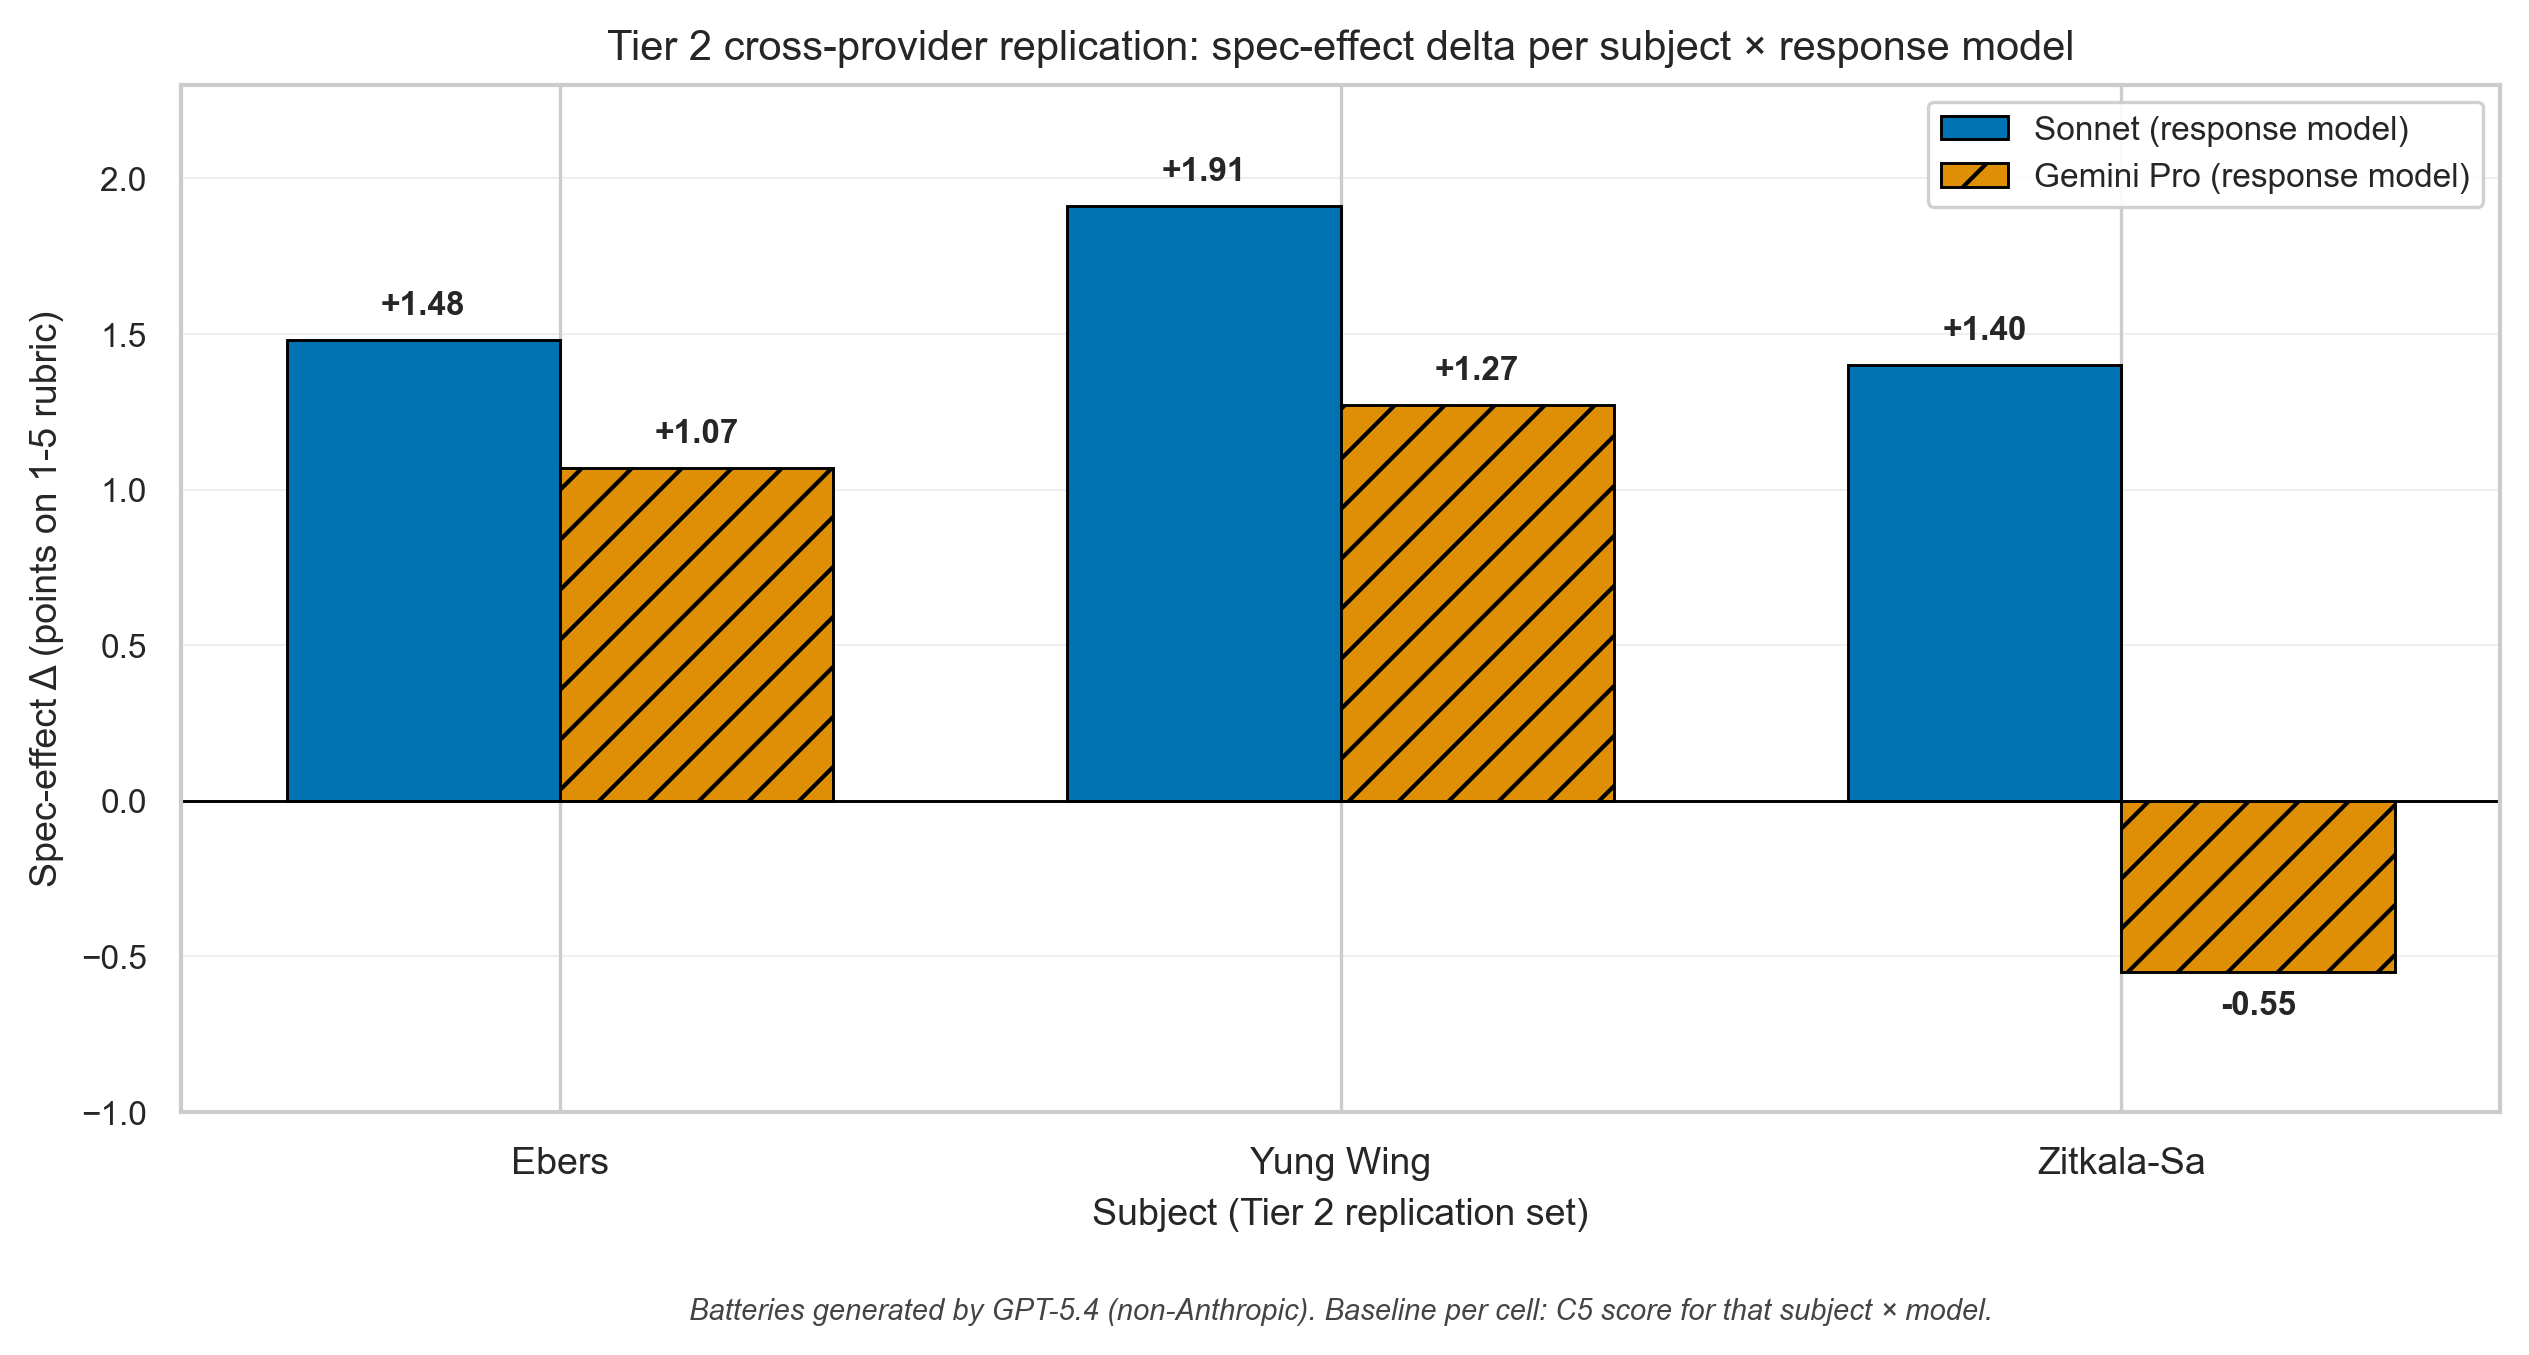 Tier 2 cross-provider replication: spec-effect delta per subject × response model
Sonnet (response model)
Gemini Pro (response model)
Spec-effect Δ (points on 1-5 rubric)
2.0
1.5
1.0
0.5
0.0
−0.5
−1.0
+1.48
+1.07
+1.91
+1.27
+1.40
-0.55
Ebers
Yung Wing
Zitkala-Sa
Subject (Tier 2 replication set)
Batteries generated by GPT-5.4 (non-Anthropic). Baseline per cell: C5 score for that subject × model.